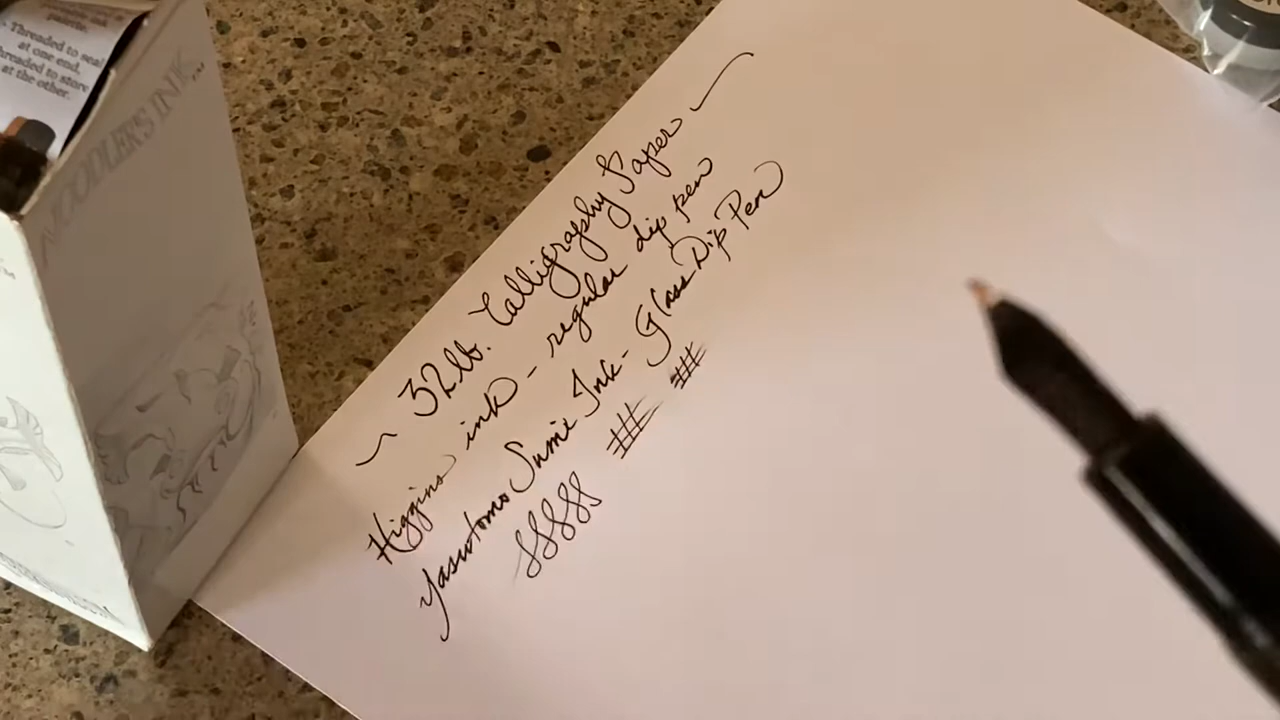 Threaded to seal
at one end,
Threaded to store
at the other.
NOODLER'S INK™
~ 32lb. Calligraphy Paper ~
Higgins ink - regular dip pen
Yasutomo Sumi Ink - Glass Dip Pen